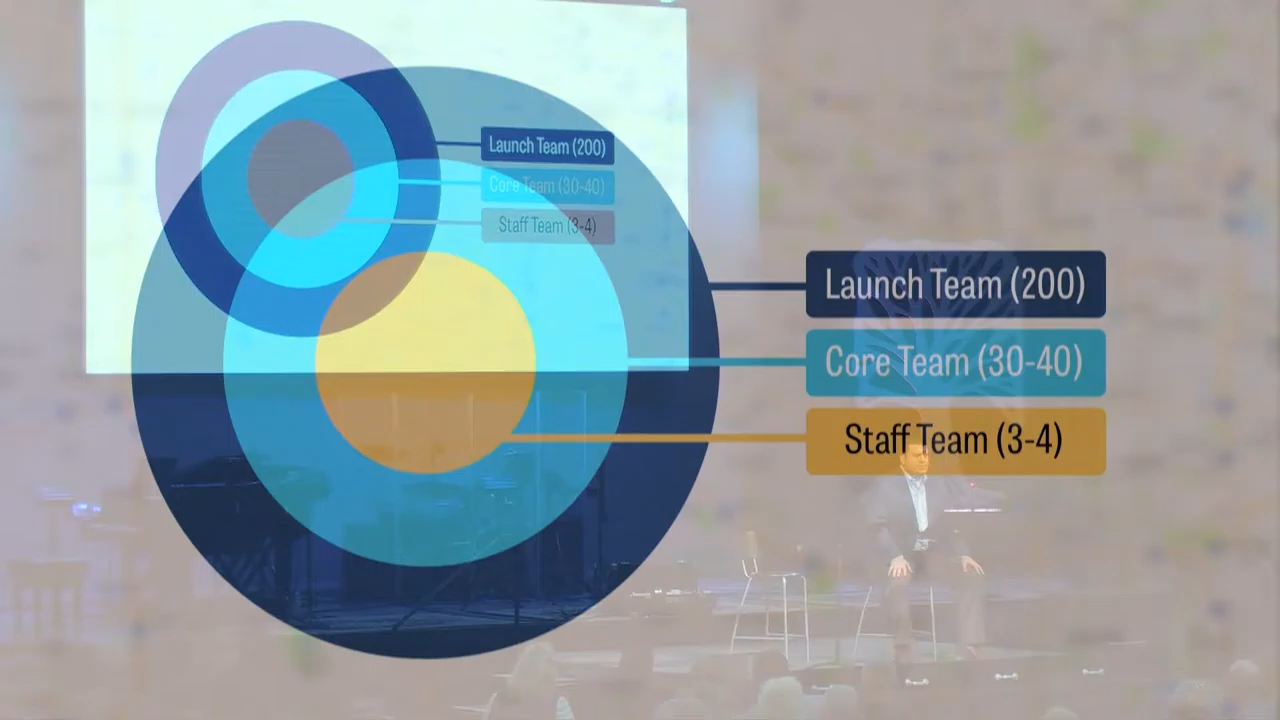 Launch Team (200)
Core Team (30-40)
Staff Team (3-4)
Launch Team (200)
Core Team (30-40)
Staff Team (3-4)